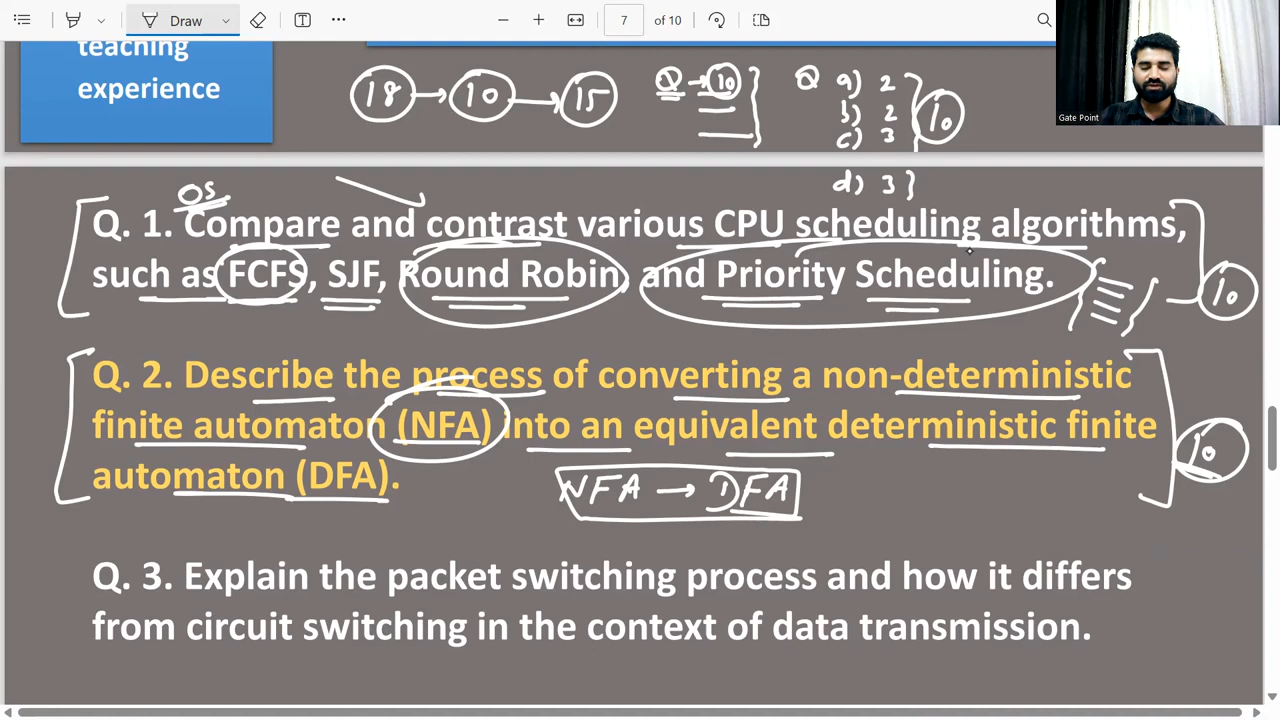 Draw
7 of 10
teaching
experience
18 → 10 → 15
Q → 10
Q a) 2
b) 2
c) 3
d) 3
10
Gate Point
OS
Q. 1. Compare and contrast various CPU scheduling algorithms,
such as FCFS, SJF, Round Robin, and Priority Scheduling.
10
Q. 2. Describe the process of converting a non-deterministic
finite automaton (NFA) into an equivalent deterministic finite
automaton (DFA).
10
NFA → DFA
Q. 3. Explain the packet switching process and how it differs
from circuit switching in the context of data transmission.